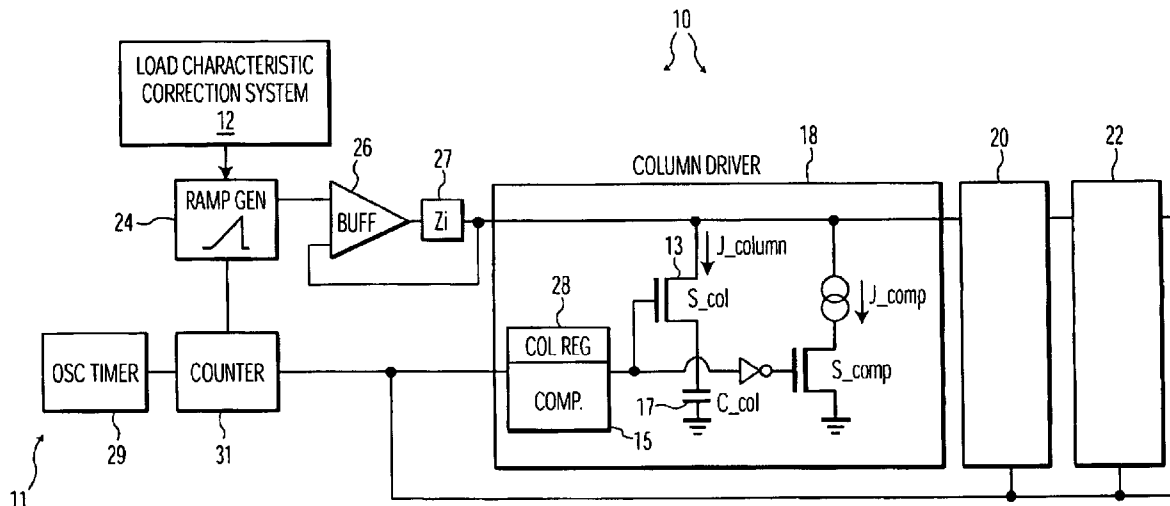 10
LOAD CHARACTERISTIC
CORRECTION SYSTEM
12
26
27
18
20
22
COLUMN DRIVER
24
RAMP GEN
BUFF
Zi
13
J_column
S_col
J_comp
28
COL REG
OSC TIMER
COUNTER
COMP.
17
C_col
S_comp
15
29
31
11